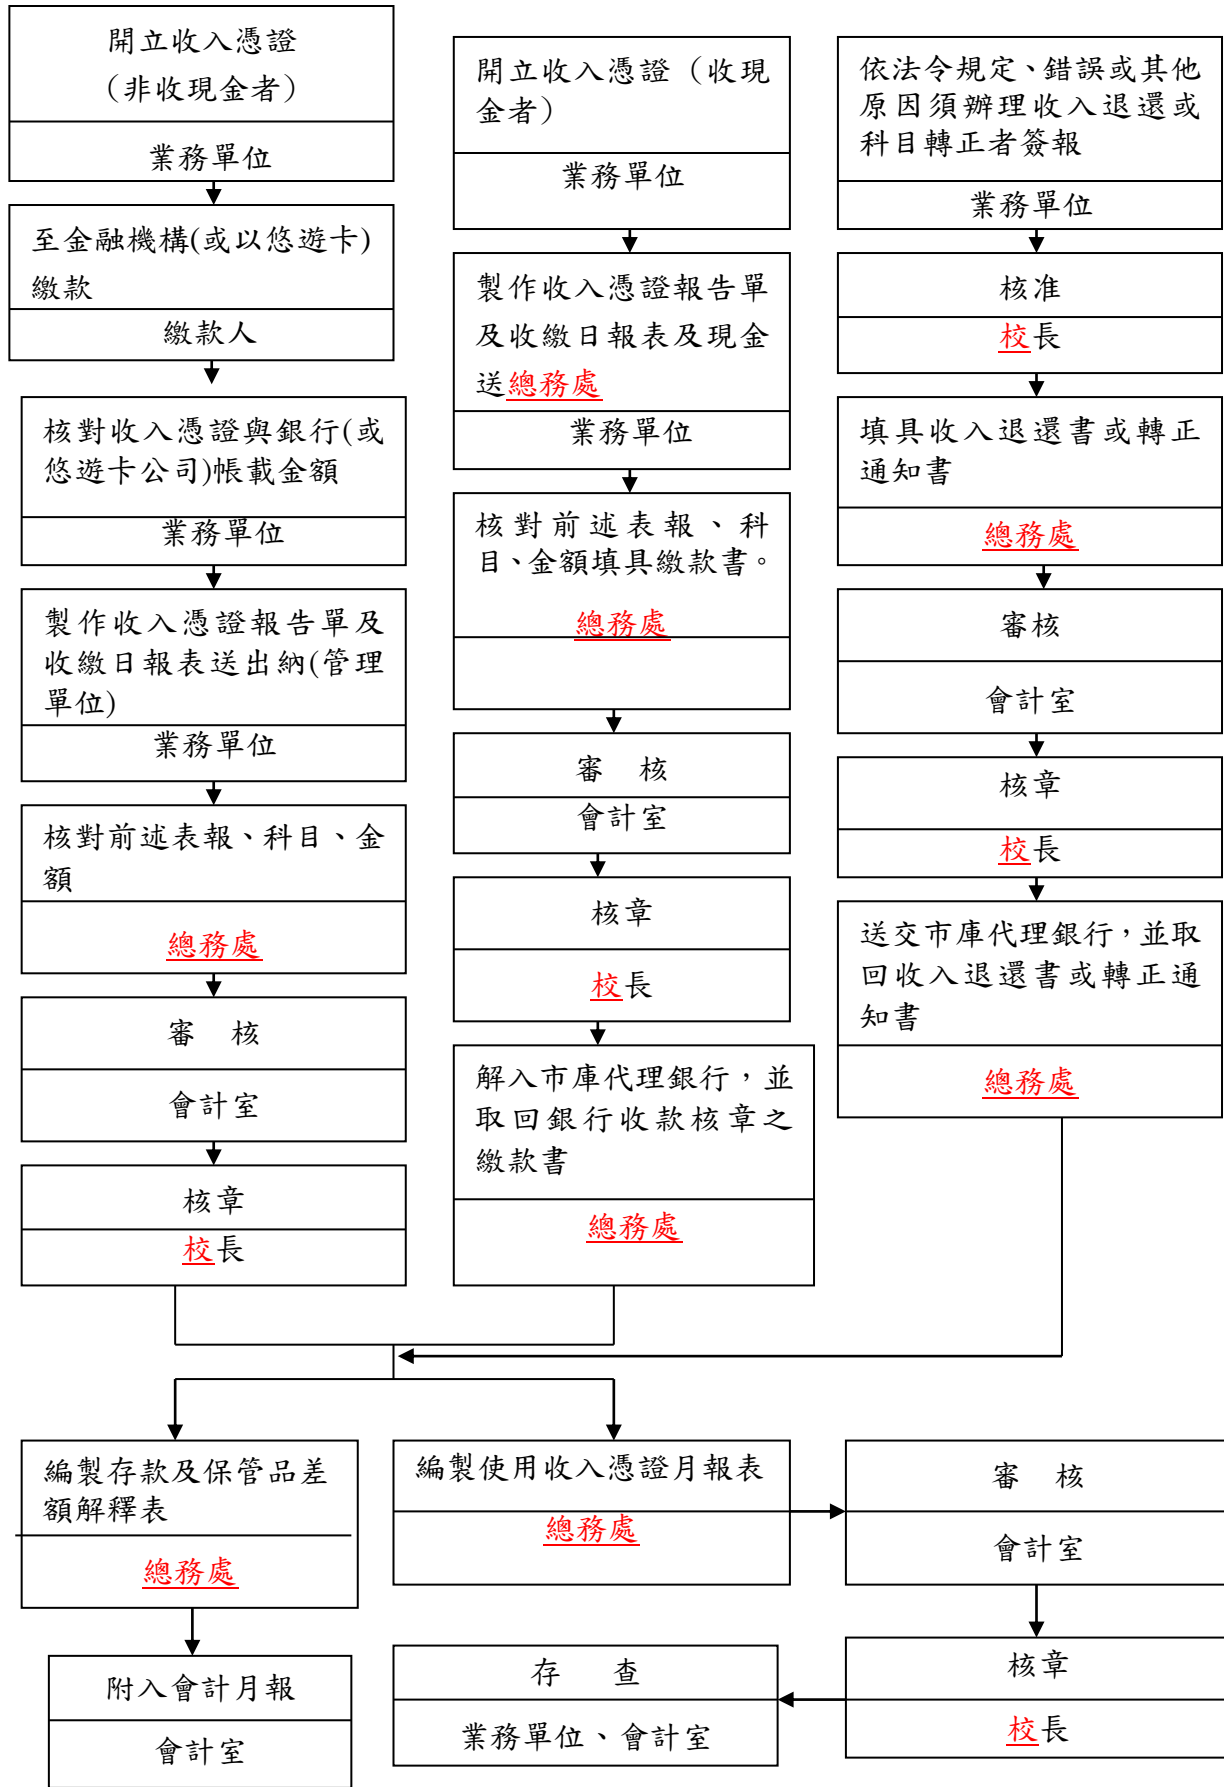 開立收入憑證
（非收現金者）
業務單位
至金融機構(或以悠遊卡)
繳款
繳款人
核對收入憑證與銀行(或
悠遊卡公司)帳載金額
業務單位
製作收入憑證報告單及
收繳日報表送出納(管理
單位)
業務單位
核對前述表報、科目、金
額
總務處
審　核
會計室
核章
校長
開立收入憑證（收現
金者）
業務單位
製作收入憑證報告單
及收繳日報表及現金
送總務處
業務單位
核對前述表報、科
目、金額填具繳款書。
總務處
審　核
會計室
核章
校長
解入市庫代理銀行，並
取回銀行收款核章之
繳款書
總務處
依法令規定、錯誤或其他
原因須辦理收入退還或
科目轉正者簽報
業務單位
核准
校長
填具收入退還書或轉正
通知書
總務處
審核
會計室
核章
校長
送交市庫代理銀行，並取
回收入退還書或轉正通
知書
總務處
編製存款及保管品差
額解釋表
總務處
附入會計月報
會計室
編製使用收入憑證月報表
總務處
審　核
會計室
核章
校長
存　查
業務單位、會計室